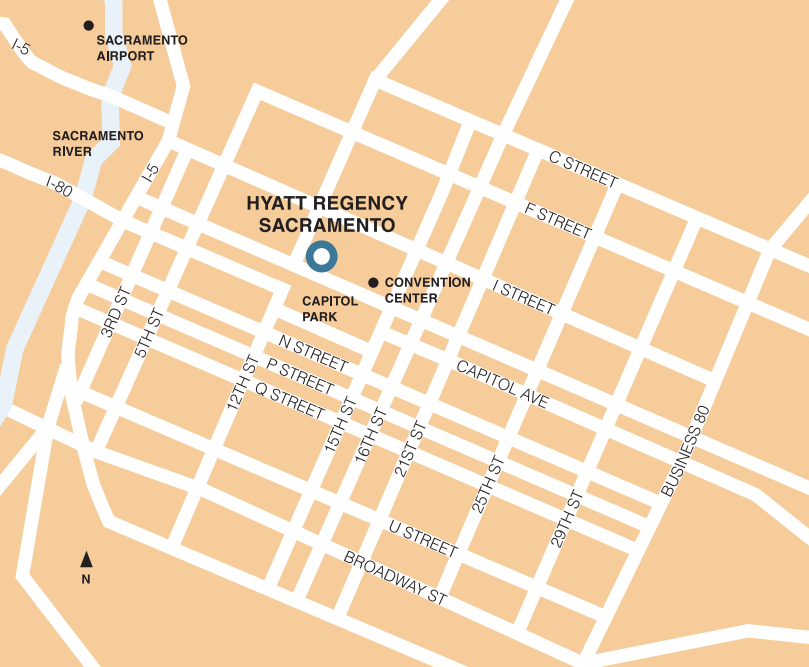 I-5
SACRAMENTO
AIRPORT
SACRAMENTO
RIVER
I-5
I-80
C STREET
HYATT REGENCY
SACRAMENTO
F STREET
CONVENTION
CENTER
I STREET
CAPITOL
PARK
3RD ST
5TH ST
N STREET
P STREET
Q STREET
CAPITOL AVE
12TH ST
15TH ST
16TH ST
21ST ST
25TH ST
29TH ST
BUSINESS 80
U STREET
BROADWAY ST
N